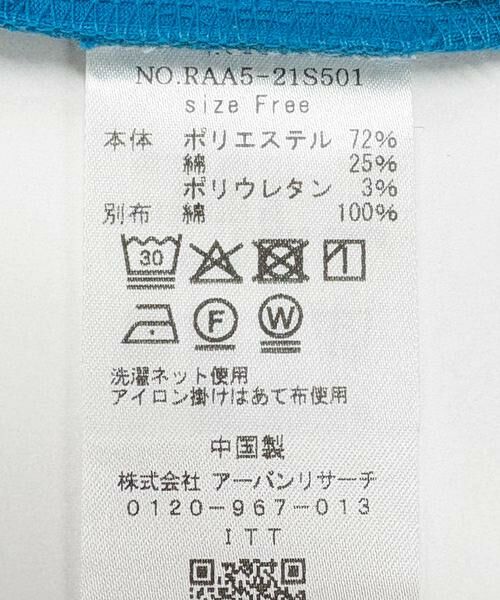 NO.RAA5-21S501
size Free
本体 ポリエステル 72%
綿 25%
ポリウレタン 3%
別布 綿 100%
30
F W
洗濯ネット使用
アイロン掛けはあて布使用
中国製
株式会社 アーバンリサーチ
0120-967-013
ITT